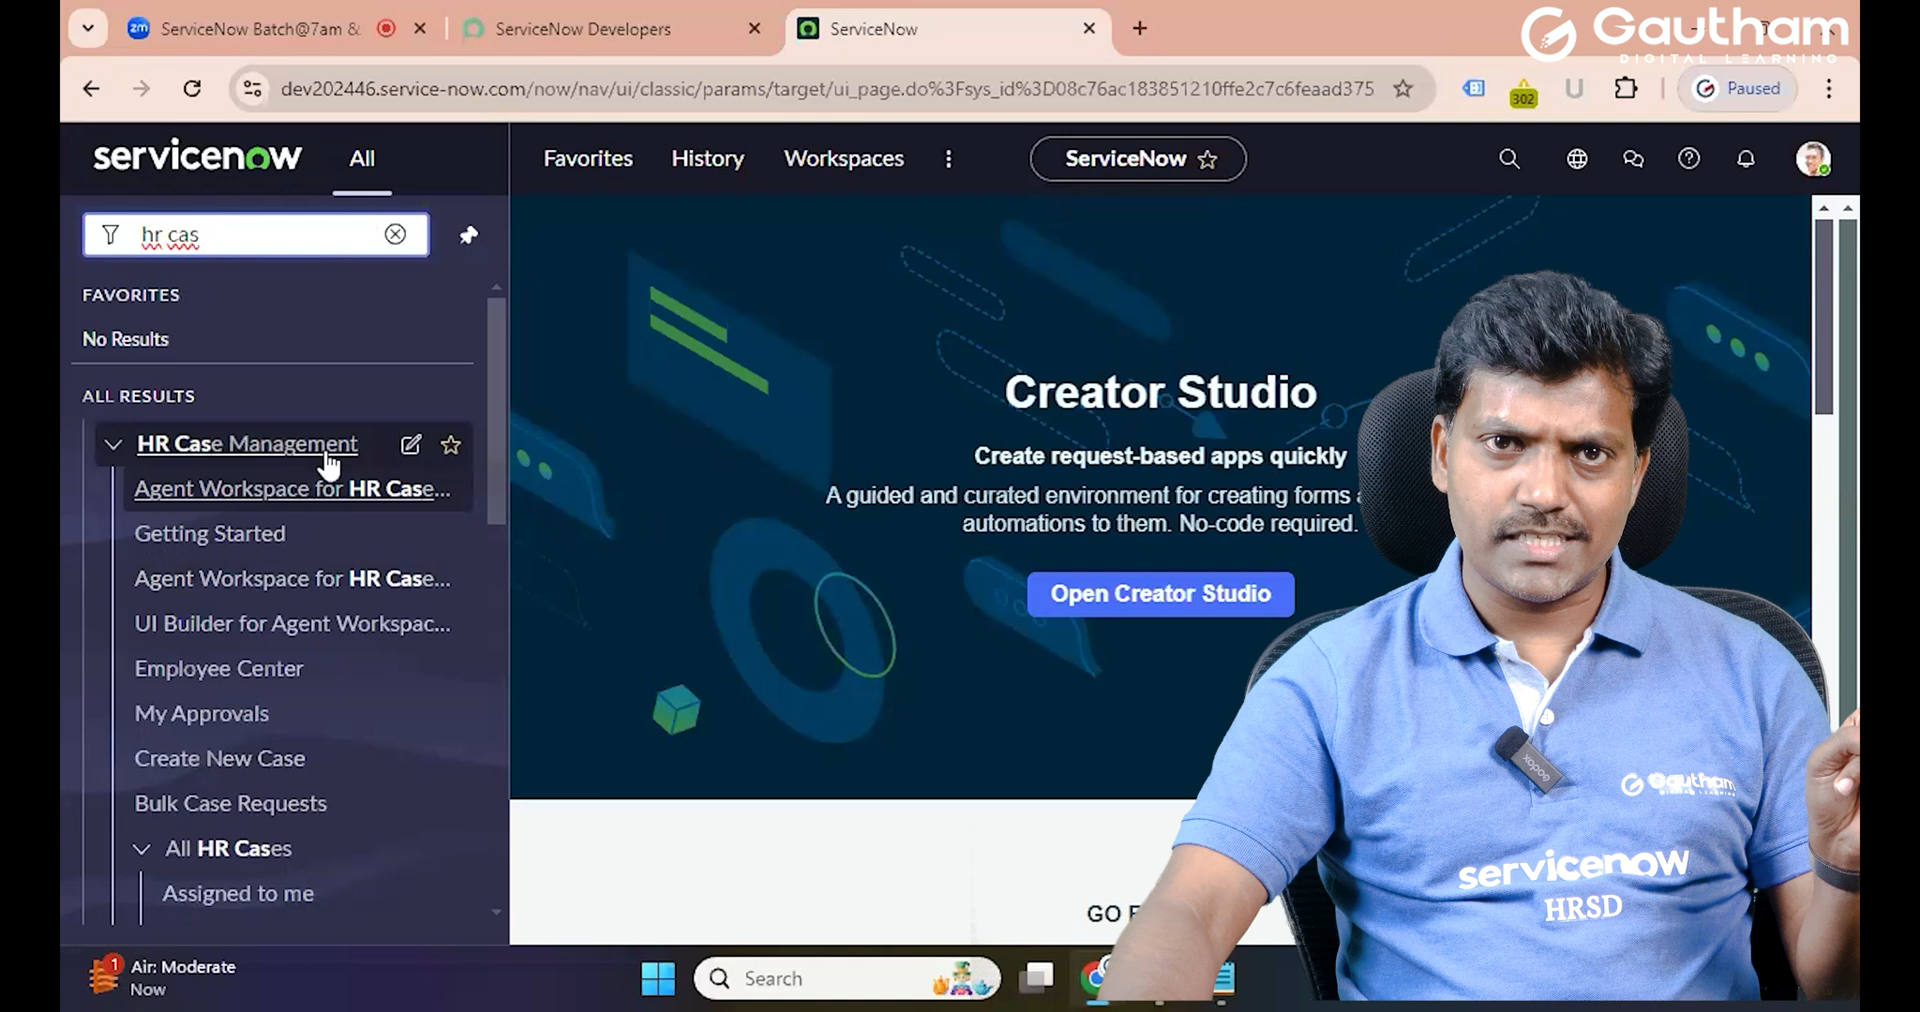 zm ServiceNow Batch@7am &
ServiceNow Developers
ServiceNow
Gautham
DIGITAL LEARNING
dev202446.service-now.com/now/nav/ui/classic/params/target/ui_page.do%3Fsys_id%3D08c76ac183851210ffe2c7c6feaad375
302
U
Paused
servicenow
All
Favorites
History
Workspaces
ServiceNow
hr cas
FAVORITES
No Results
ALL RESULTS
HR Case Management
Agent Workspace for HR Case...
Getting Started
Agent Workspace for HR Case...
UI Builder for Agent Workspac...
Employee Center
My Approvals
Create New Case
Bulk Case Requests
All HR Cases
Assigned to me
Creator Studio
Create request-based apps quickly
A guided and curated environment for creating forms
automations to them. No-code required.
Open Creator Studio
GO
Gautham
DIGITAL LEARNING
servicenow
HRSD
1
Air: Moderate
Now
Search